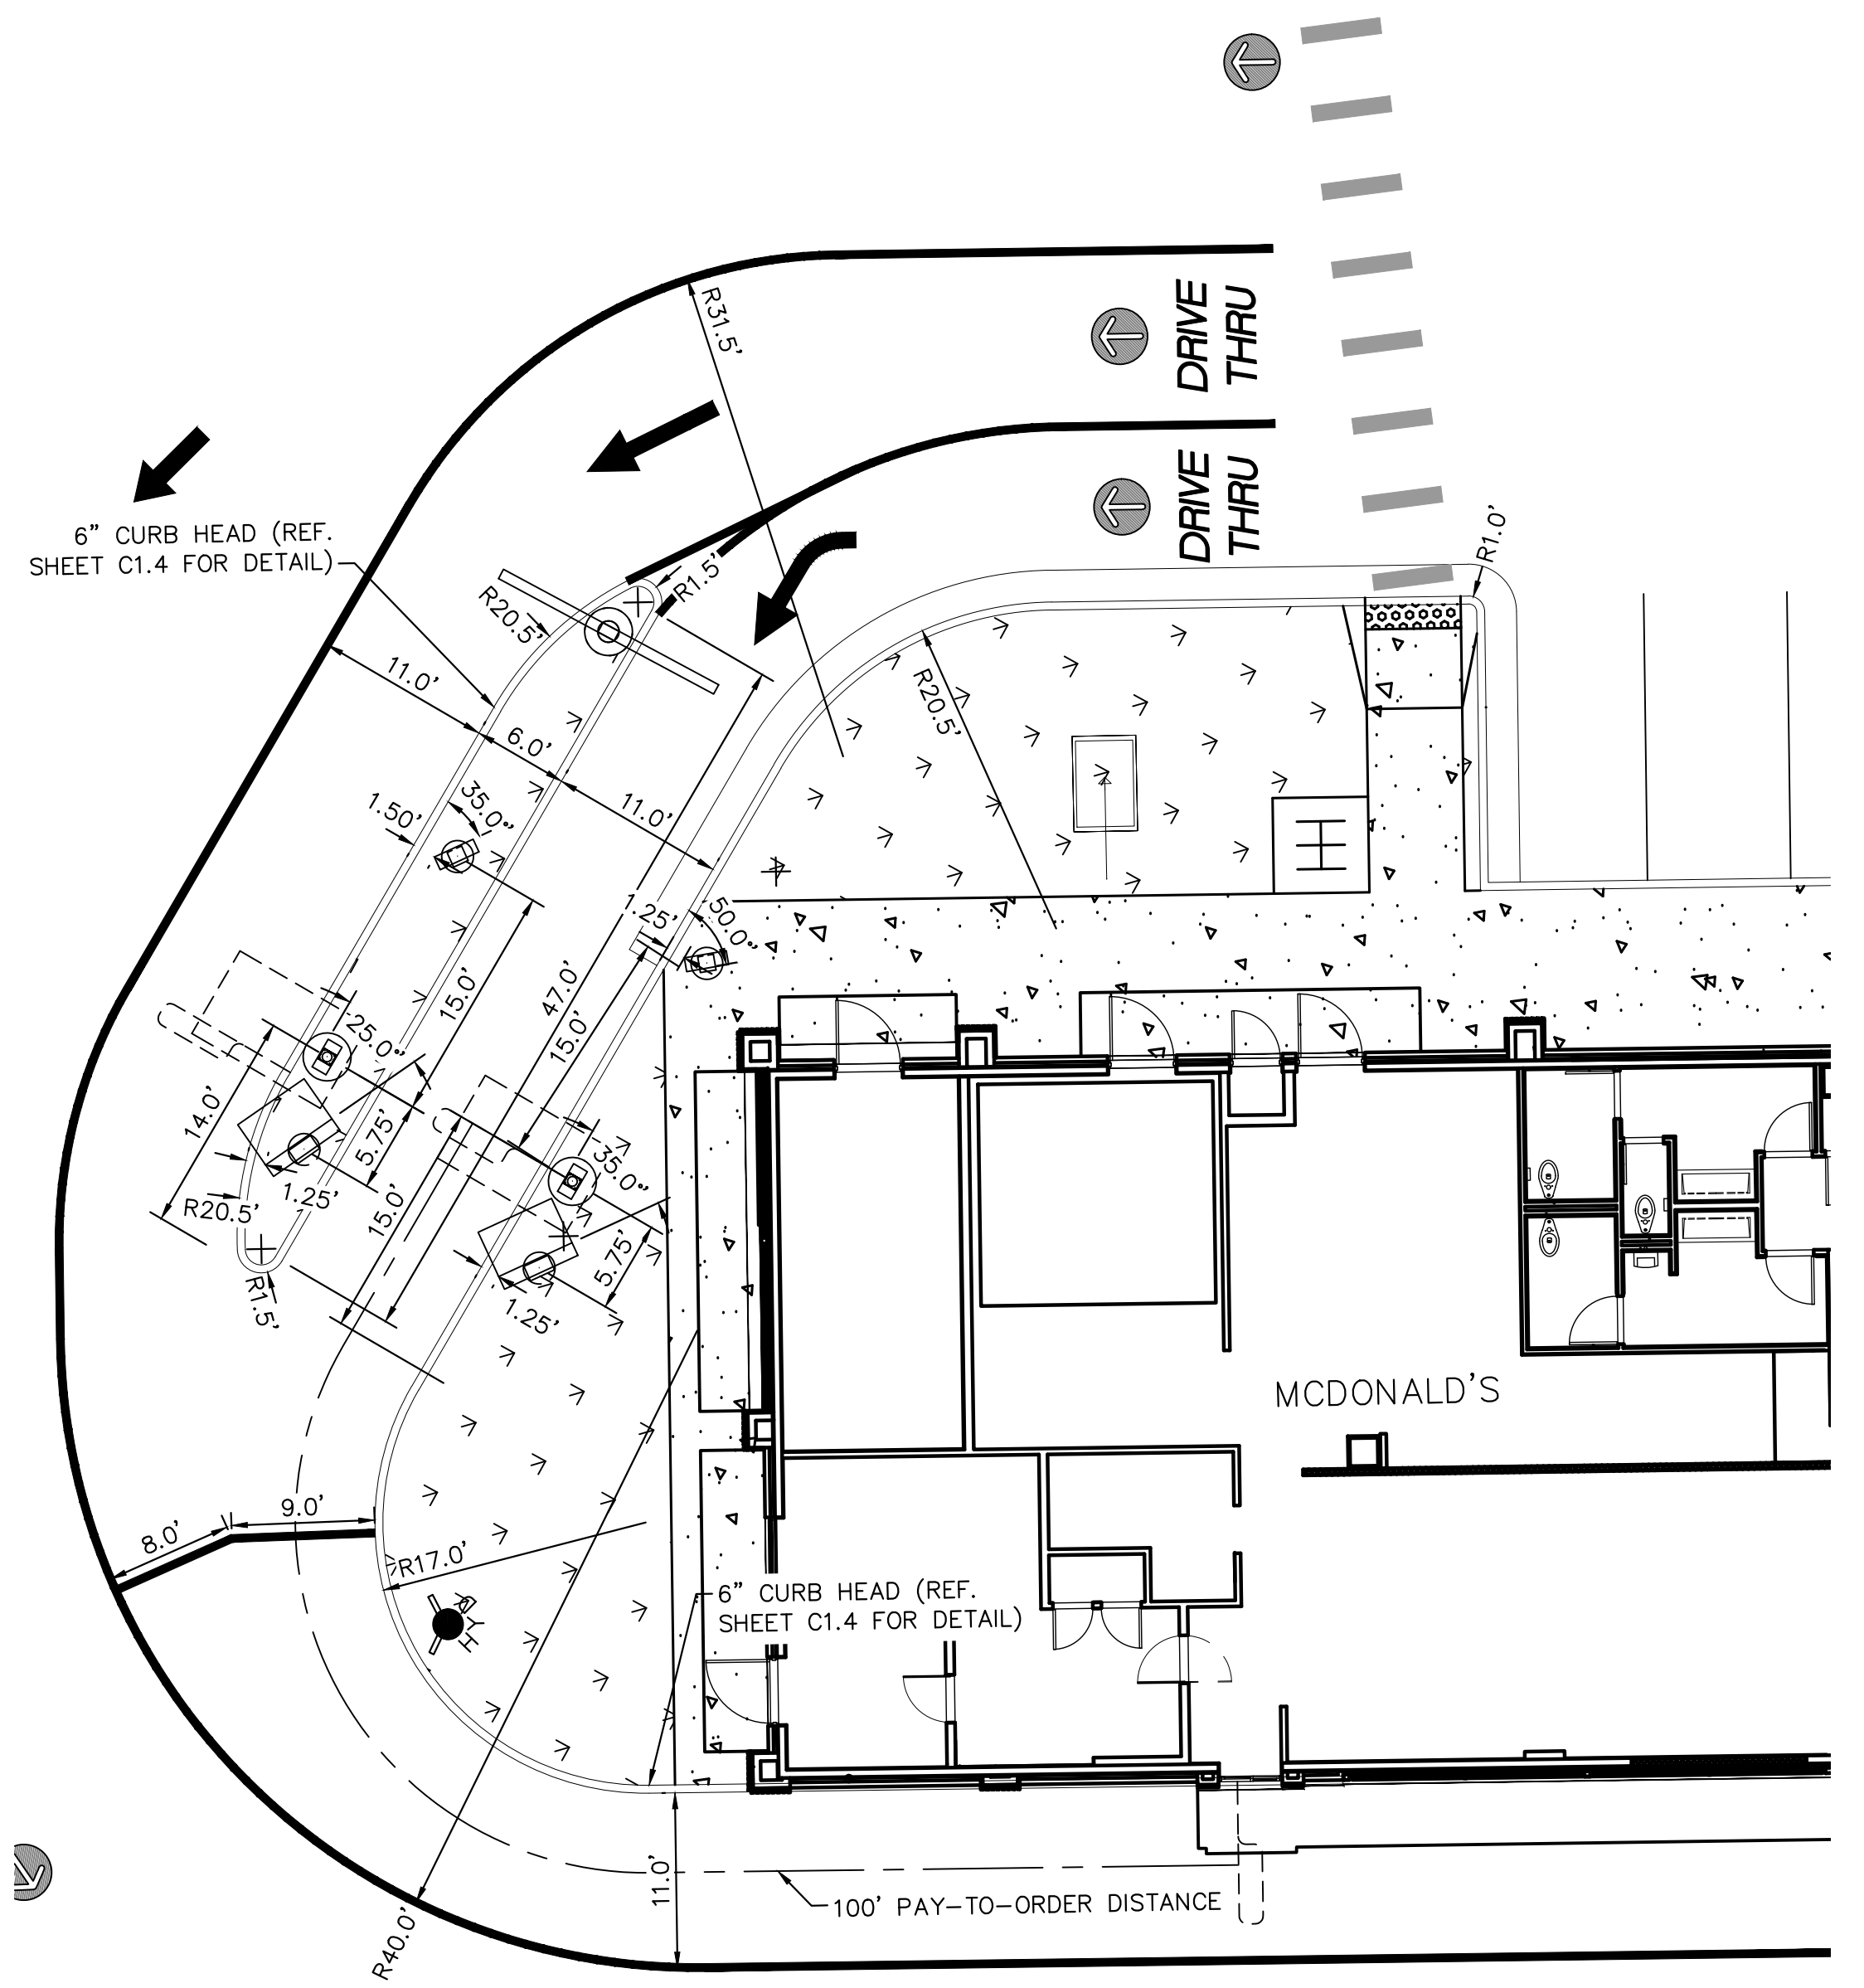 R31.5'
DRIVE
THRU
DRIVE
THRU
6" CURB HEAD (REF.
SHEET C1.4 FOR DETAIL)
R1.5'
R20.5'
R1.0'
11.0'
6.0'
11.0'
R20.5'
1.50'
35.0°
1.25'
50.0°
15.0'
47.0'
15.0'
25.0°
14.0'
5.75'
35.0°
1.25'
R20.5'
15.0'
5.75'
1.25'
R1.5'
MCDONALD'S
9.0'
8.0'
R17.0'
6" CURB HEAD (REF.
SHEET C1.4 FOR DETAIL)
11.0'
100' PAY-TO-ORDER DISTANCE
R40.0'